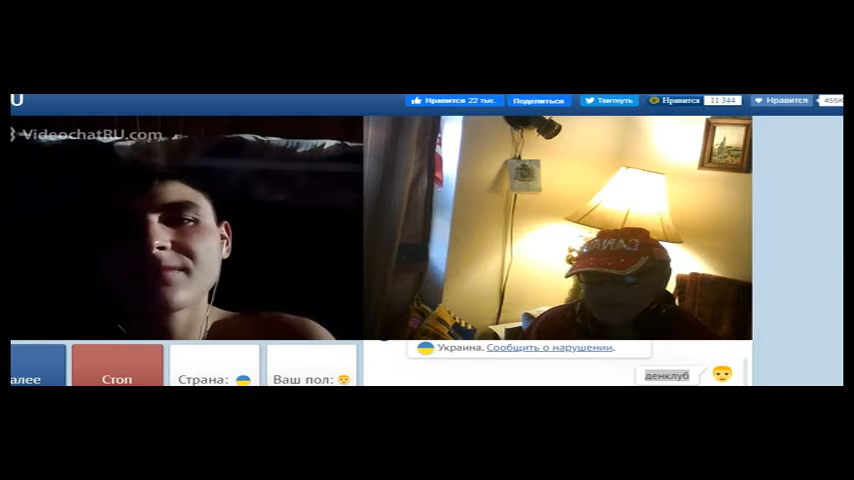 U
Нравится 22 тыс.
Поделиться
Твитнуть
Нравится 11 344
Нравится 455K
VideochatRU.com
CANADA
Украина. Сообщить о нарушении.
алее
Стоп
Страна:
Ваш пол:
денклуб